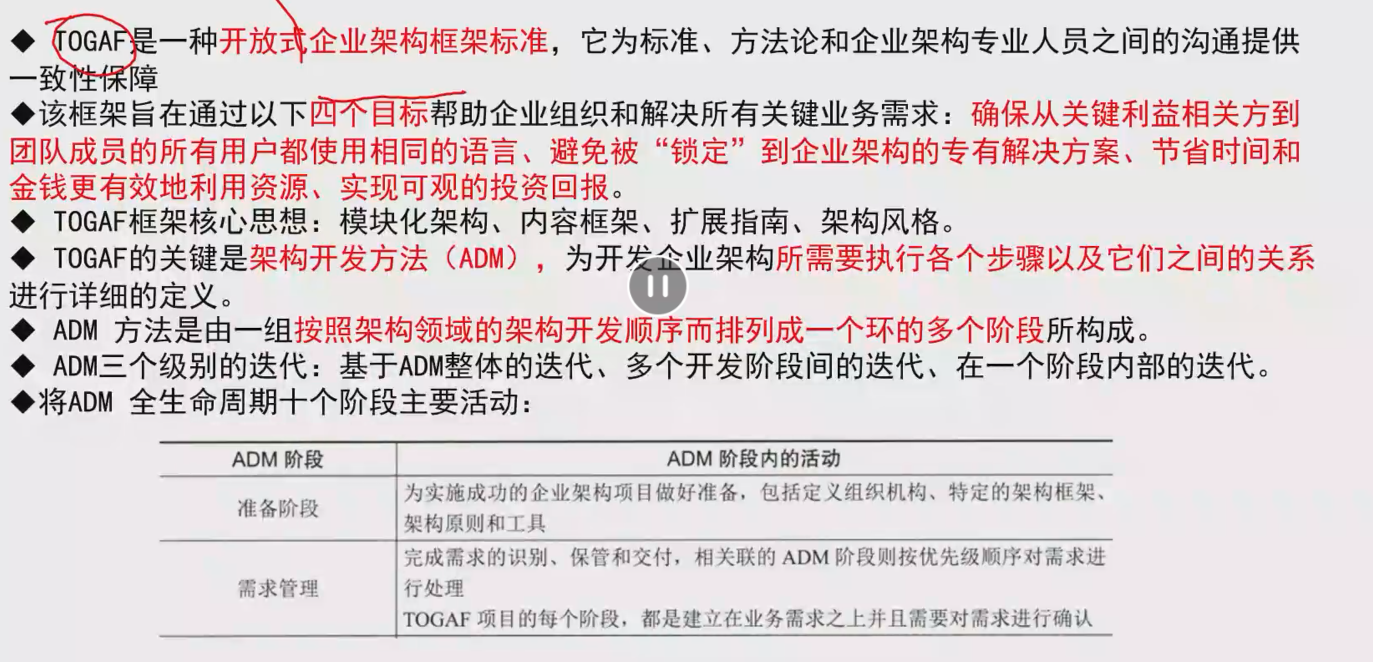 ◆ TOGAF是一种开放式企业架构框架标准，它为标准、方法论和企业架构专业人员之间的沟通提供
一致性保障
◆该框架旨在通过以下四个目标帮助企业组织和解决所有关键业务需求：确保从关键利益相关方到
团队成员的所有用户都使用相同的语言、避免被“锁定”到企业架构的专有解决方案、节省时间和
金钱更有效地利用资源、实现可观的投资回报。
◆ TOGAF框架核心思想：模块化架构、内容框架、扩展指南、架构风格。
◆ TOGAF的关键是架构开发方法（ADM），为开发企业架构所需要执行各个步骤以及它们之间的关系
进行详细的定义。
◆ ADM 方法是由一组按照架构领域的架构开发顺序而排列成一个环的多个阶段所构成。
◆ ADM三个级别的迭代：基于ADM整体的迭代、多个开发阶段间的迭代、在一个阶段内部的迭代。
◆将ADM 全生命周期十个阶段主要活动：
ADM 阶段 ADM 阶段内的活动
准备阶段 为实施成功的企业架构项目做好准备，包括定义组织机构、特定的架构框架、
架构原则和工具
需求管理 完成需求的识别、保管和交付，相关联的 ADM 阶段则按优先级顺序对需求进
行处理
TOGAF 项目的每个阶段，都是建立在业务需求之上并且需要对需求进行确认